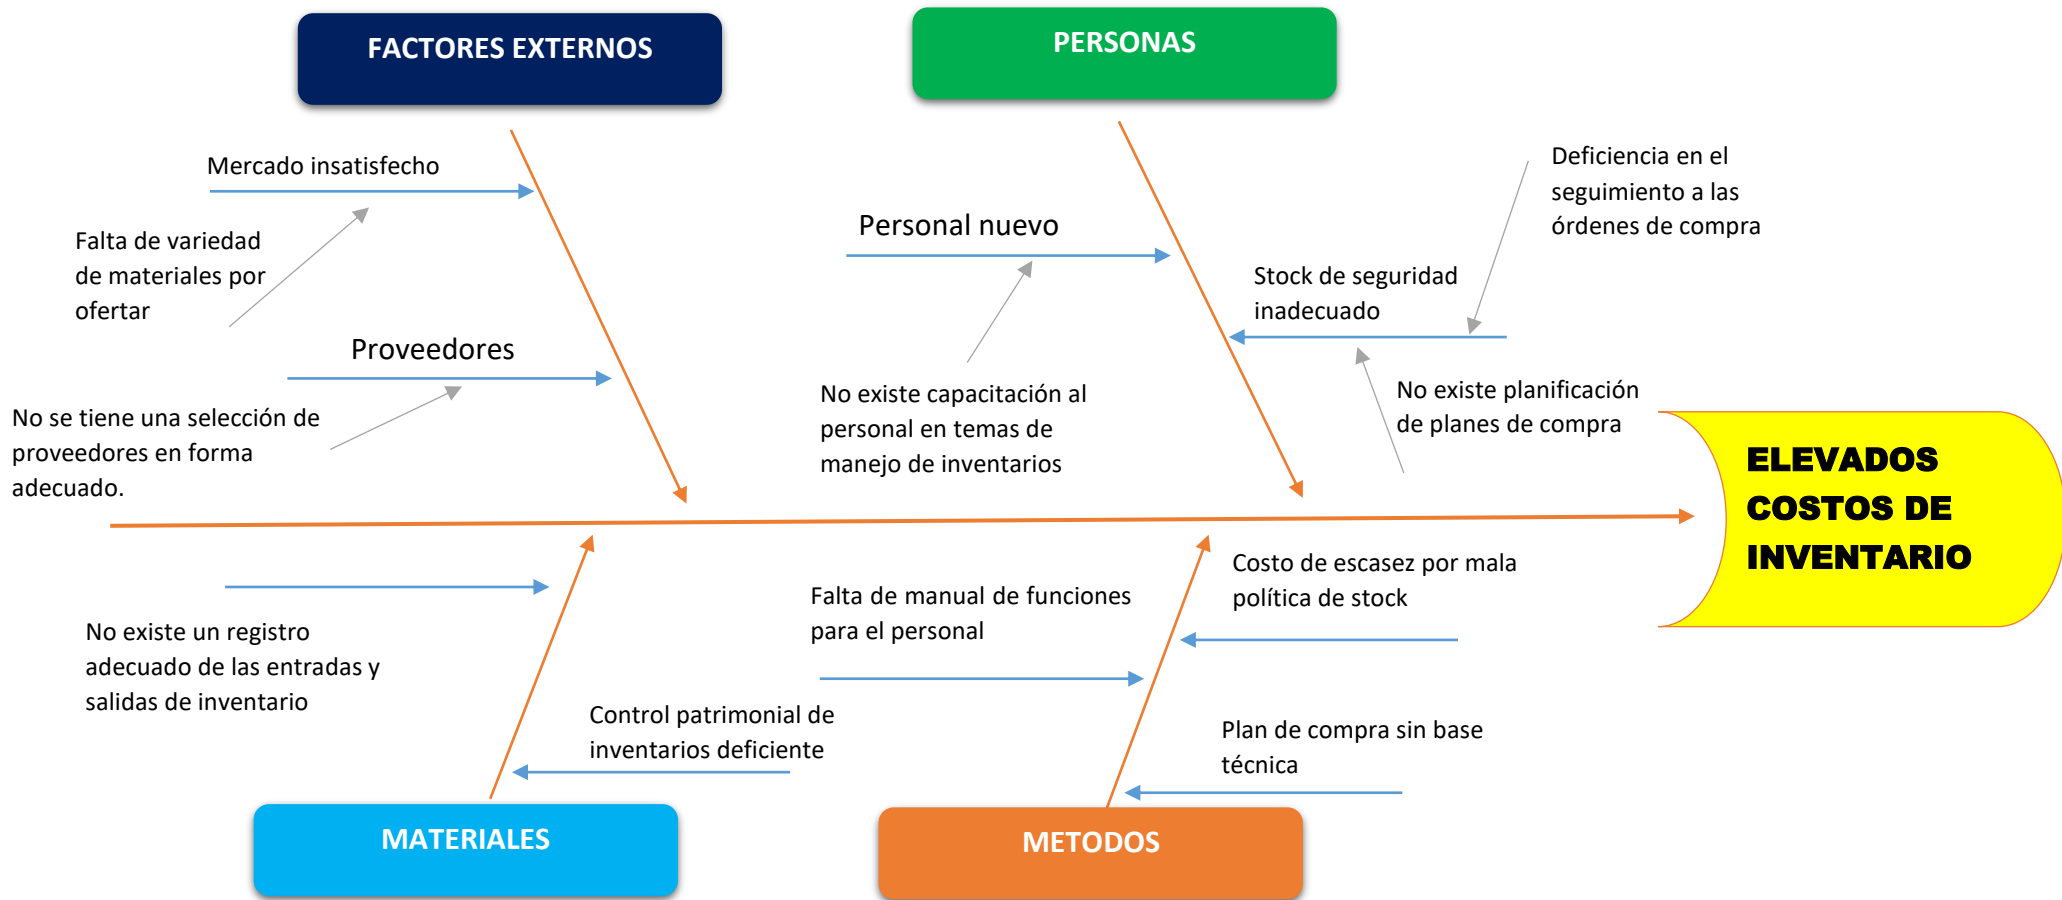 FACTORES EXTERNOS
PERSONAS
Mercado insatisfecho
Falta de variedad
de materiales por
ofertar
Proveedores
No se tiene una selección de
proveedores en forma
adecuado.
Personal nuevo
No existe capacitación al
personal en temas de
manejo de inventarios
Deficiencia en el
seguimiento a las
órdenes de compra
Stock de seguridad
inadecuado
No existe planificación
de planes de compra
ELEVADOS
COSTOS DE
INVENTARIO
No existe un registro
adecuado de las entradas y
salidas de inventario
Control patrimonial de
inventarios deficiente
Falta de manual de funciones
para el personal
Costo de escasez por mala
política de stock
Plan de compra sin base
técnica
MATERIALES
METODOS